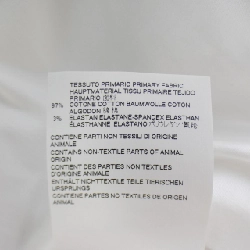 TESSUTO PRIMARIO PRIMARY FABRIC
HAUPTMATERIAL TISSU PRIMAIRE TEJIDO
PRIMARIO
97% COTONE COTTON BAUMWOLLE COTON
ALGODON
3% ELASTAN ELASTANE-SPANDEX ELASTHAN
ELASTHANNE ELASTANO
CONTIENE PARTI NON TESSILI DI ORIGINE
ANIMALE
CONTAINS NON-TEXTILE PARTS OF ANIMAL
ORIGIN
CONTIENT DES PARTIES NON TEXTILES
D'ORIGINE ANIMALE
ENTHÄLT NICHTTEXTILE TEILE TIERISCHEN
URSPRUNGS
CONTIENE PARTES NO TEXTILES DE ORIGEN
ANIMAL